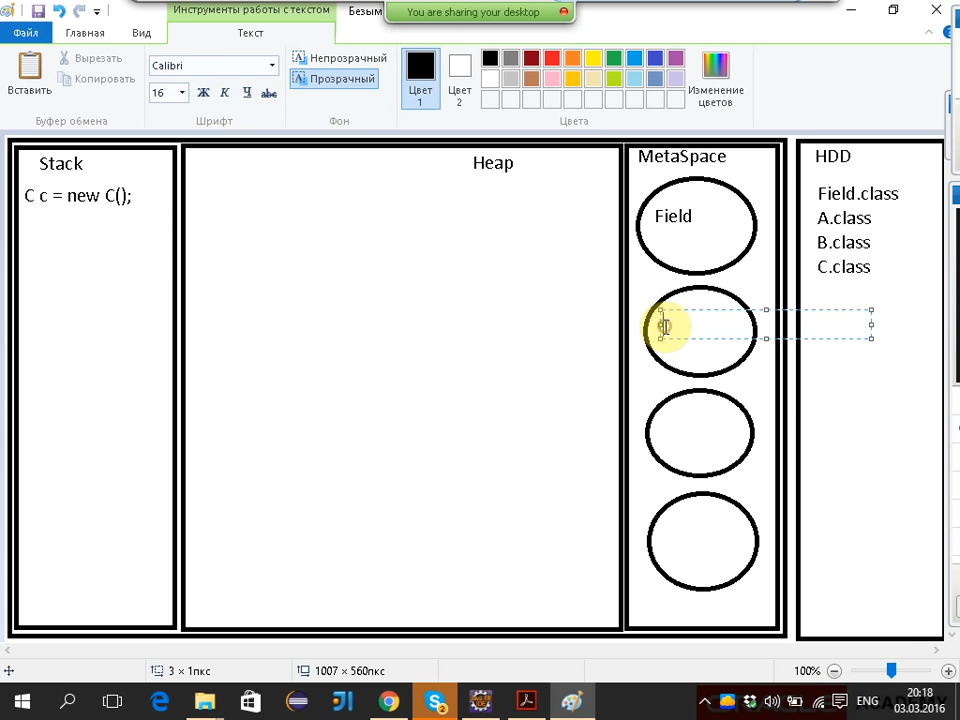 Инструменты работы с текстом
Безым
You are sharing your desktop
Файл
Главная
Вид
Текст
Вставить
Вырезать
Копировать
Буфер обмена
Calibri
16
Ж К Ч abc
Шрифт
Непрозрачный
Прозрачный
Фон
Цвет
1
Цвет
2
Изменение
цветов
Цвета
Stack
C c = new C();
Heap
MetaSpace
Field
HDD
Field.class
A.class
B.class
C.class
3 × 1пкс
1007 × 560пкс
100%
20:18
ENG
03.03.2016